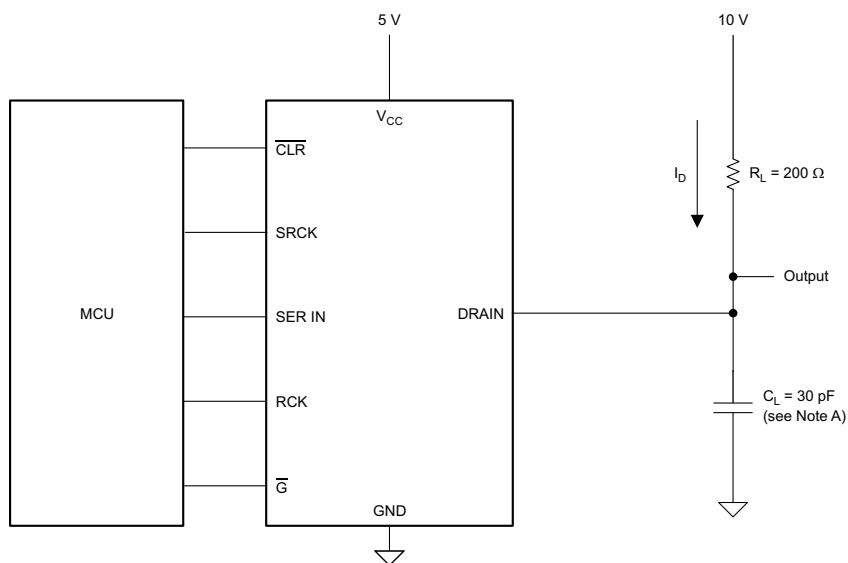 5 V
10 V
V_CC
C̅L̅R̅
I_D
R_L = 200 Ω
SRCK
Output
MCU
SER IN
DRAIN
RCK
C_L = 30 pF
(see Note A)
G̅
GND